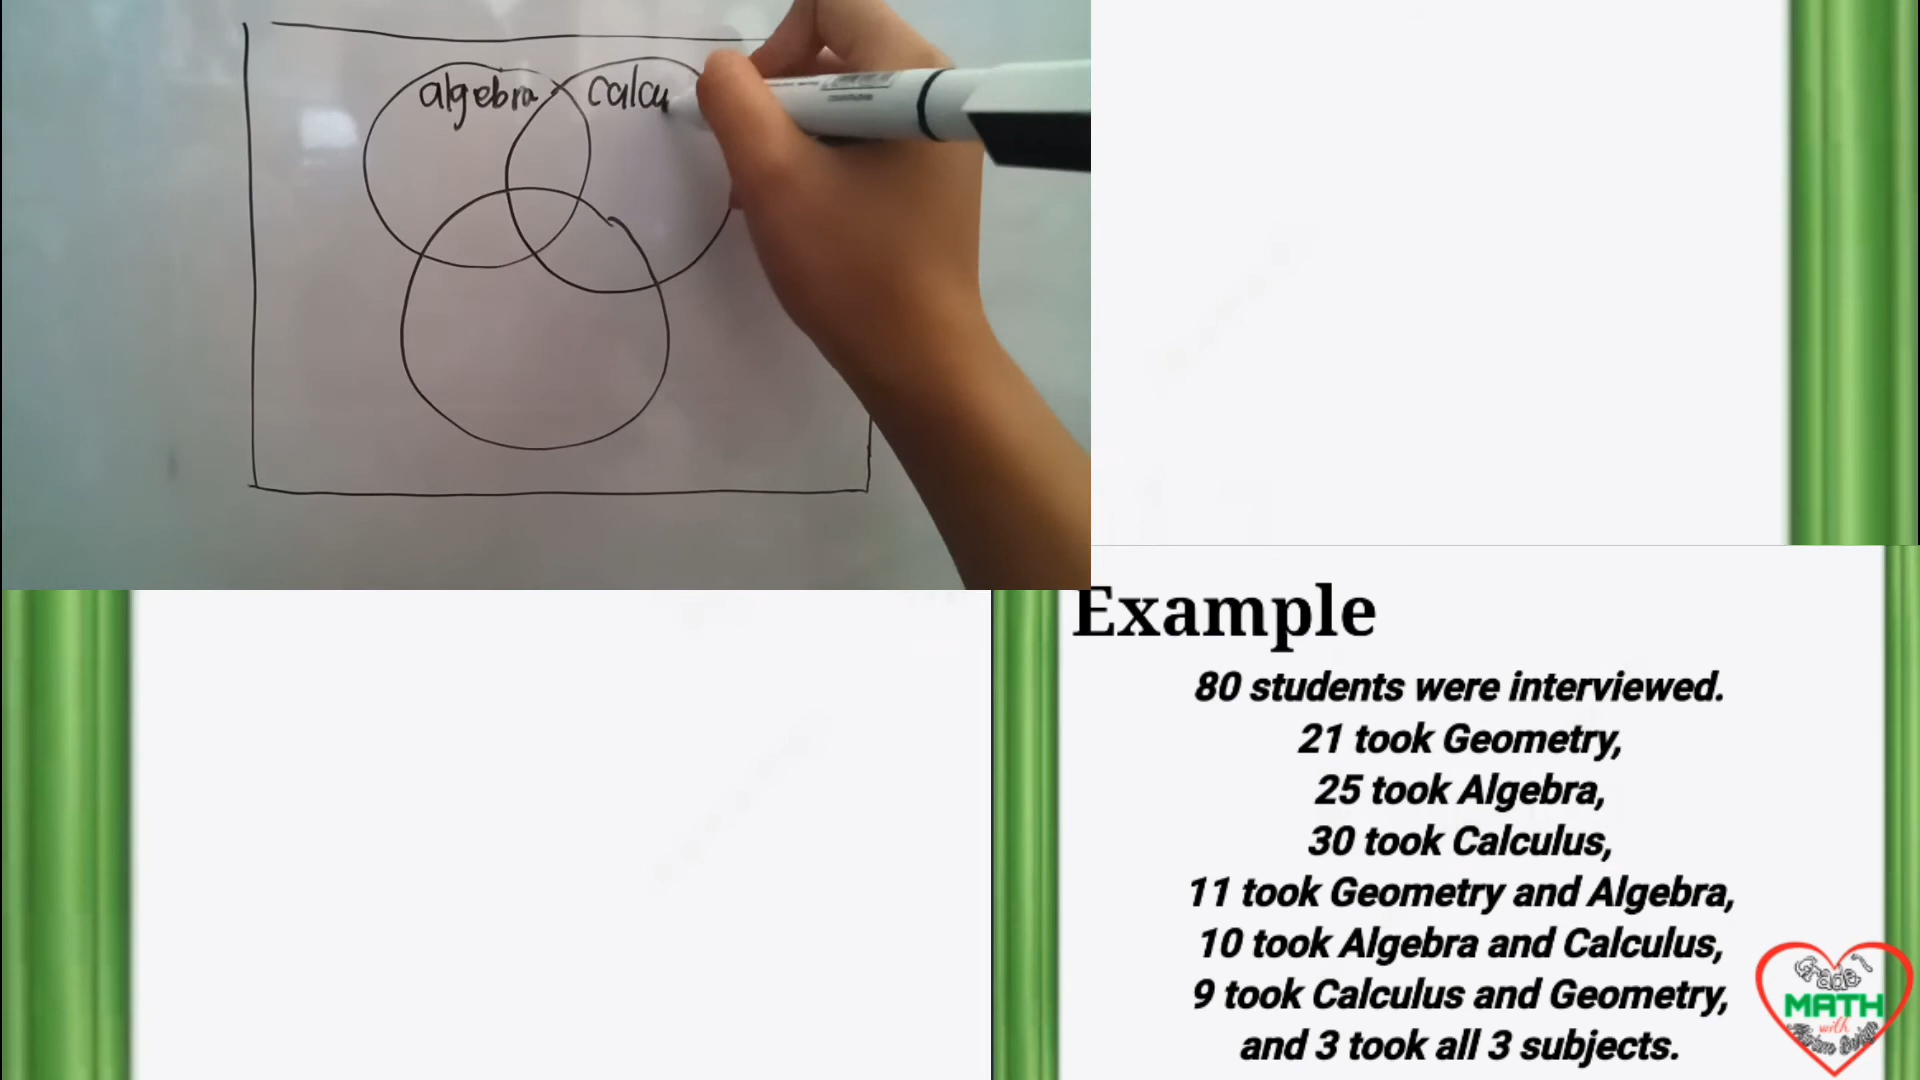 algebra calcu
Example
80 students were interviewed.
21 took Geometry,
25 took Algebra,
30 took Calculus,
11 took Geometry and Algebra,
10 took Algebra and Calculus,
9 took Calculus and Geometry,
and 3 took all 3 subjects.
Grade 7
MATH
with